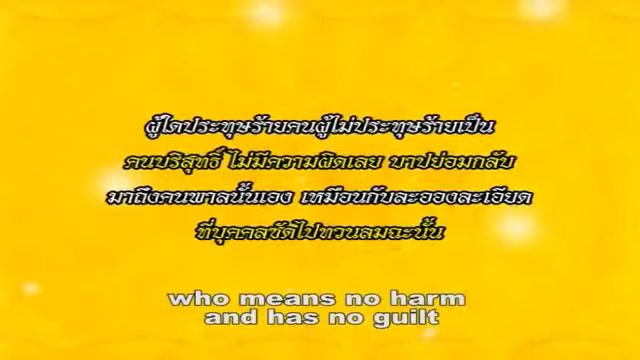 ผู้ใดประทุษร้ายคนผู้ไม่ประทุษร้ายเป็น
คนบริสุทธิ์ ไม่มีความผิดเลย บาปย่อมกลับ
มาถึงคนพาลนั้นเอง เหมือนกับละอองละเอียด
ที่บุคคลซัดไปทวนลมฉะนั้น
who means no harm
and has no guilt